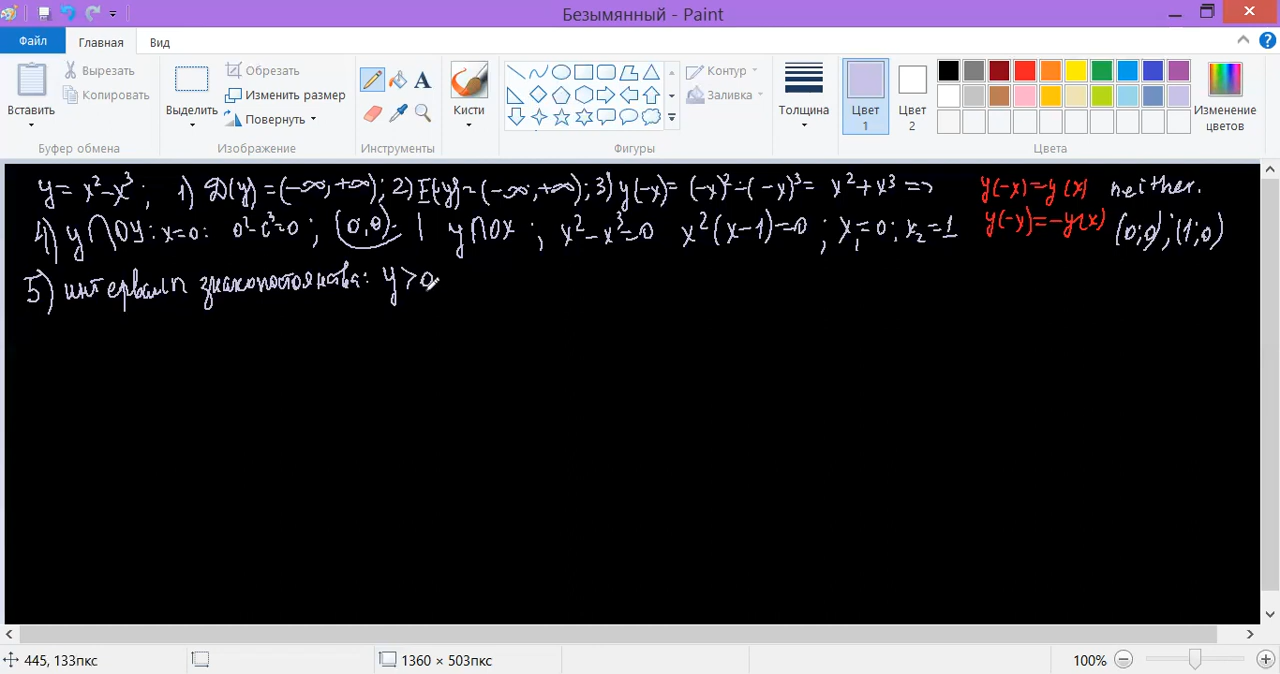 Безымянный - Paint
Файл Главная Вид
Вставить
Вырезать
Копировать
Буфер обмена
Выделить
Обрезать
Изменить размер
Повернуть
Изображение
Инструменты
Кисти
Контур
Заливка
Фигуры
Толщина
Цвет 1
Цвет 2
Цвета
Изменение цветов
y = x²-x³; 1) D(y) = (-∞,+∞); 2) E(y) = (-∞,+∞); 3) y(-x) = (-x)² - (-x)³ = x² + x³ => y(-x) = y(x) neither.
y(-x) = -y(x)
4) y∩OY: x=0: 0²-0³=0; (0,0). | y∩OX; x²-x³=0 x²(x-1)=0; x₁=0; x₂=1 (0;0); (1;0)
5) интервалы знакопостоянства: y>0
445, 133пкс 1360 × 503пкс 100%